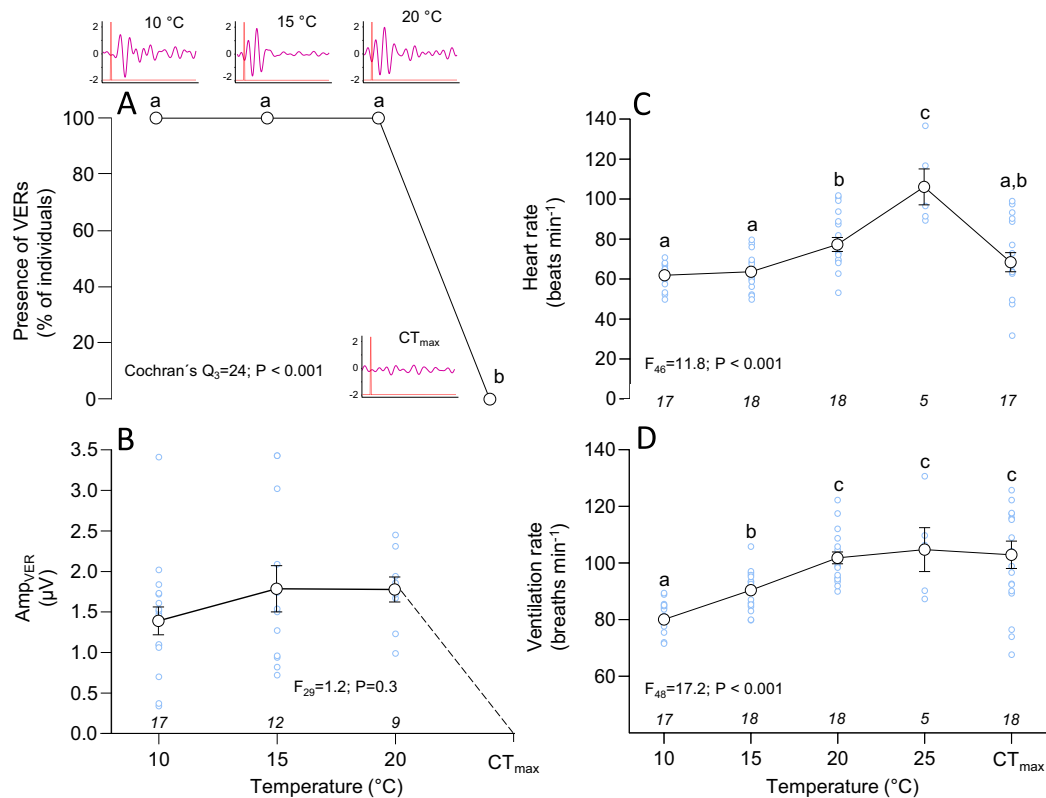 10 °C
15 °C
20 °C
2
0
-2
2
0
-2
2
0
-2
A
a
a
a
100
80
60
40
20
0
Presence of VERs
(% of individuals)
Cochran´s Q3=24; P < 0.001
CTmax
2
0
-2
b
B
3.5
3.0
2.5
2.0
1.5
1.0
0.5
0.0
AmpVER
(µV)
F29=1.2; P=0.3
17
12
9
10
15
20
CTmax
Temperature (°C)
C
140
120
100
80
60
40
20
0
Heart rate
(beats min-1)
a
a
b
c
a,b
F46=11.8; P < 0.001
17
18
18
5
17
D
140
120
100
80
60
Ventilation rate
(breaths min-1)
a
b
c
c
c
F48=17.2; P < 0.001
17
18
18
5
18
10
15
20
25
CTmax
Temperature (°C)